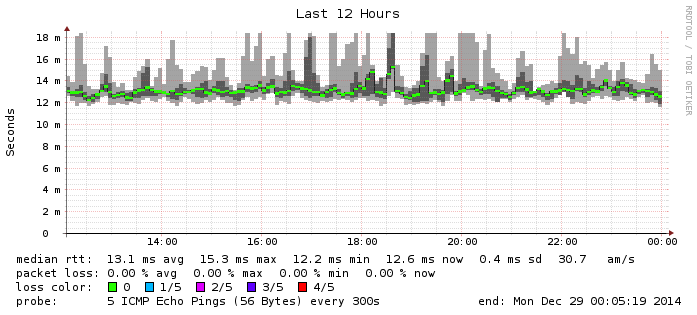 Last 12 Hours
RRDTOOL / TOBI OETIKER
Seconds
18 m
16 m
14 m
12 m
10 m
8 m
6 m
4 m
2 m
0
14:00 16:00 18:00 20:00 22:00 00:00
median rtt: 13.1 ms avg 15.3 ms max 12.2 ms min 12.6 ms now 0.4 ms sd 30.7 am/s
packet loss: 0.00 % avg 0.00 % max 0.00 % min 0.00 % now
loss color: 0 1/5 2/5 3/5 4/5
probe: 5 ICMP Echo Pings (56 Bytes) every 300s end: Mon Dec 29 00:05:19 2014